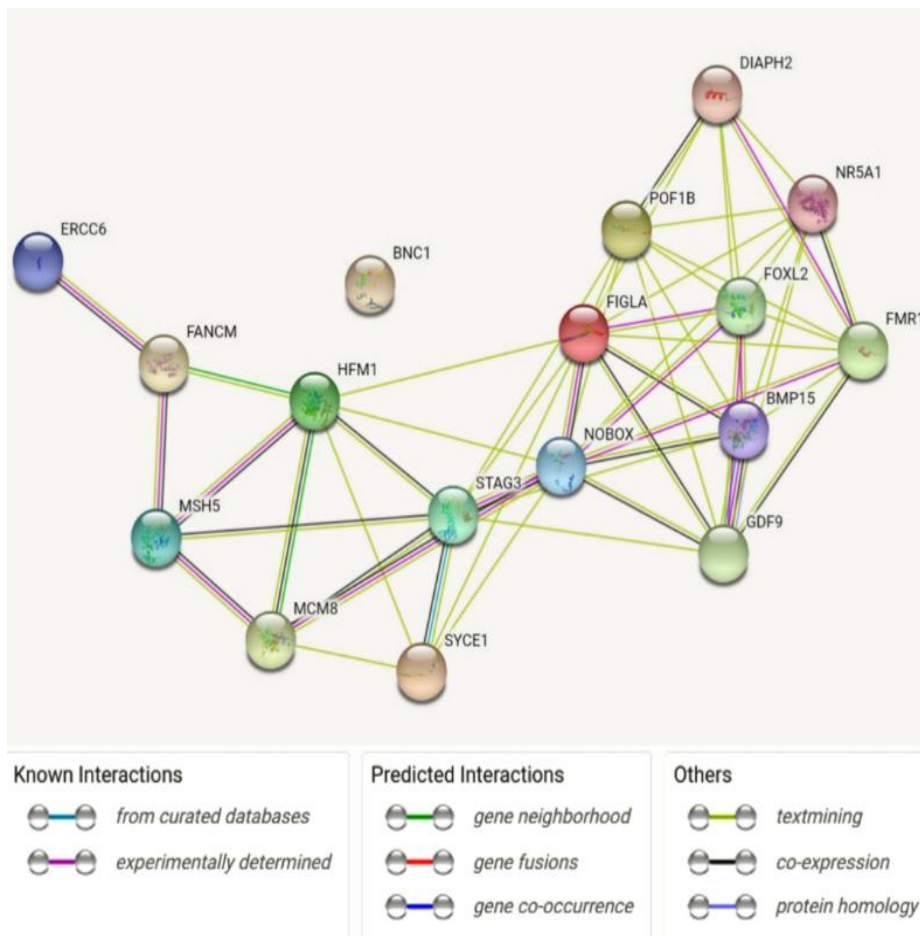 DIAPH2
NR5A1
POF1B
ERCC6
BNC1
FOXL2
FIGLA
FMR1
FANCM
HFM1
BMP15
NOBOX
STAG3
MSH5
GDF9
MCM8
SYCE1
Known Interactions
from curated databases
experimentally determined
Predicted Interactions
gene neighborhood
gene fusions
gene co-occurrence
Others
textmining
co-expression
protein homology